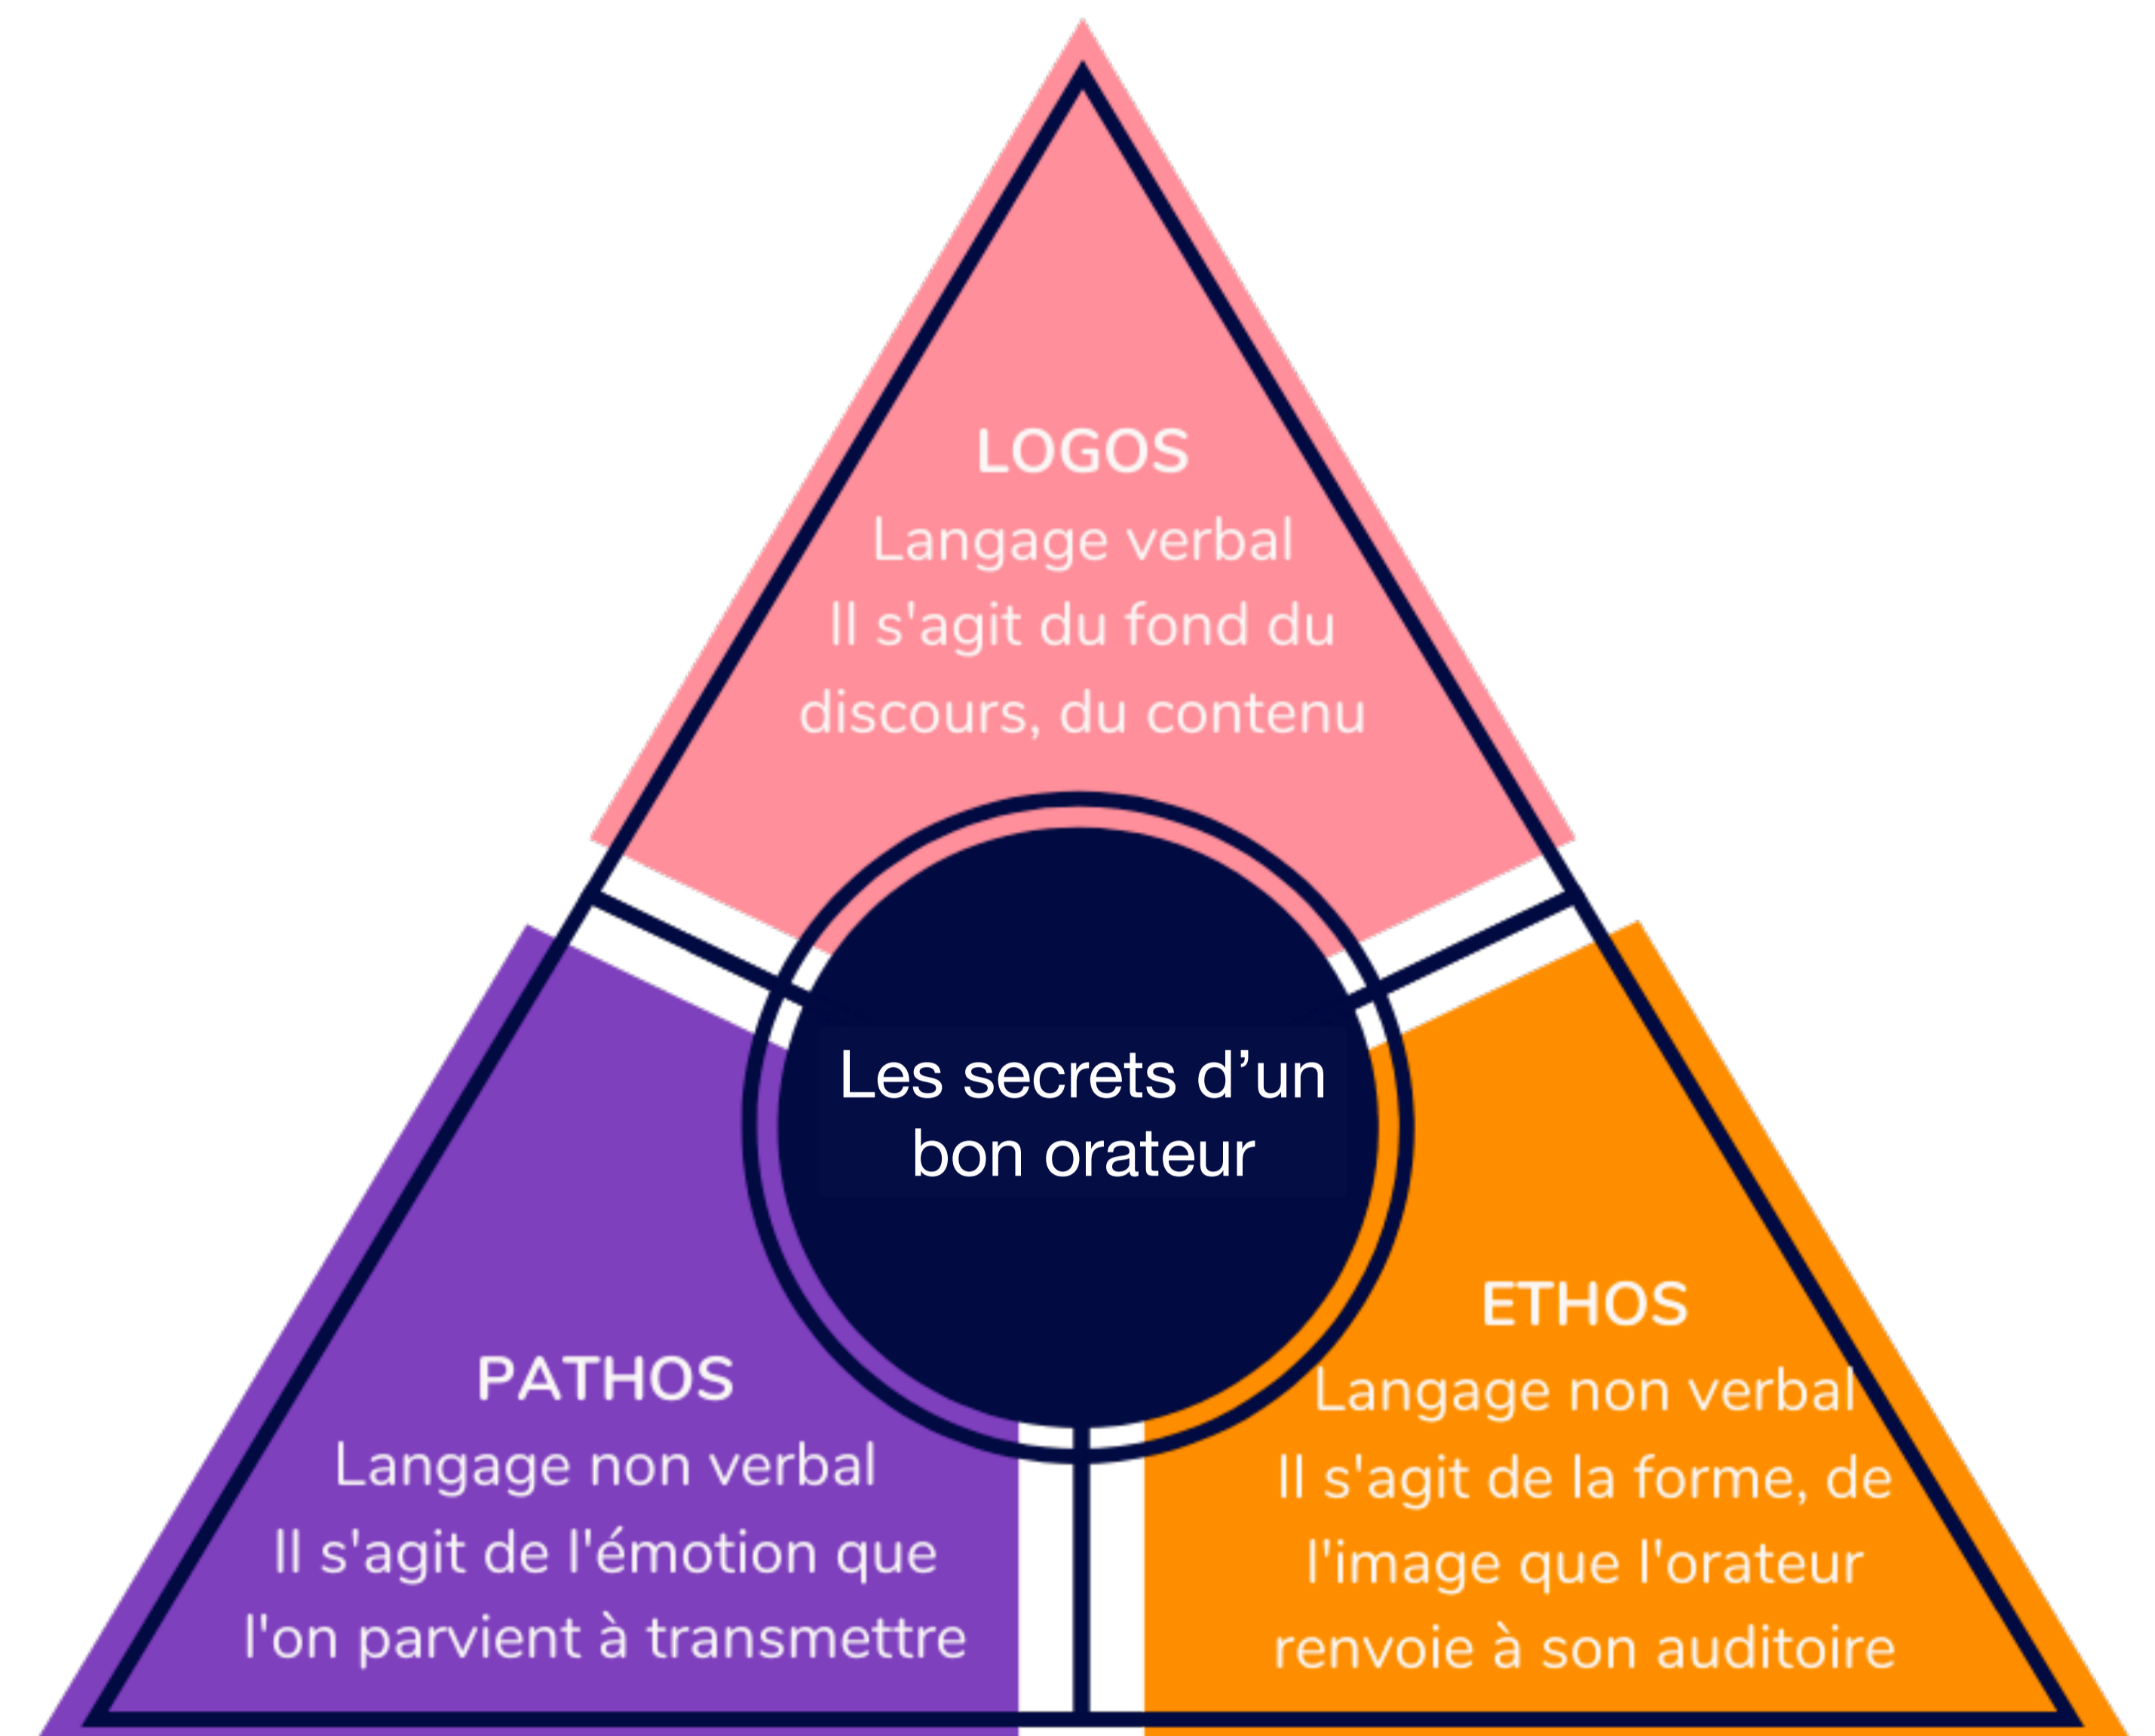 LOGOS
Langage verbal
Il s'agit du fond du
discours, du contenu
Les secrets d’un
bon orateur
PATHOS
Langage non verbal
Il s'agit de l'émotion que
l'on parvient à transmettre
ETHOS
Langage non verbal
Il s'agit de la forme, de
l'image que l'orateur
renvoie à son auditoire